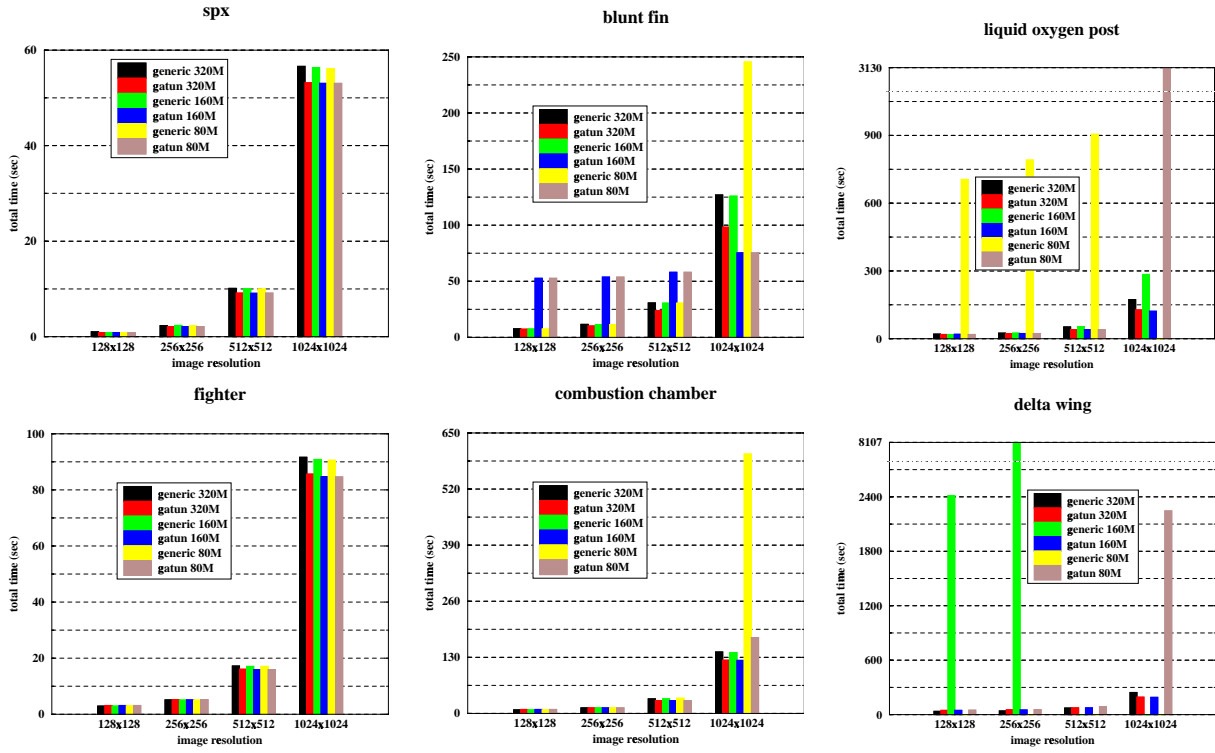 spx
60
40
20
0
total time (sec)
generic 320M
gatun 320M
generic 160M
gatun 160M
generic 80M
gatun 80M
128x128 256x256 512x512 1024x1024
image resolution
blunt fin
250
200
150
100
50
0
total time (sec)
generic 320M
gatun 320M
generic 160M
gatun 160M
generic 80M
gatun 80M
128x128 256x256 512x512 1024x1024
image resolution
liquid oxygen post
3130
900
600
300
0
total time (sec)
generic 320M
gatun 320M
generic 160M
gatun 160M
generic 80M
gatun 80M
128x128 256x256 512x512 1024x1024
image resolution
fighter
100
80
60
40
20
0
total time (sec)
generic 320M
gatun 320M
generic 160M
gatun 160M
generic 80M
gatun 80M
128x128 256x256 512x512 1024x1024
image resolution
combustion chamber
650
520
390
260
130
0
total time (sec)
generic 320M
gatun 320M
generic 160M
gatun 160M
generic 80M
gatun 80M
128x128 256x256 512x512 1024x1024
image resolution
delta wing
8107
2400
1800
1200
600
0
total time (sec)
generic 320M
gatun 320M
generic 160M
gatun 160M
generic 80M
gatun 80M
128x128 256x256 512x512 1024x1024
image resolution